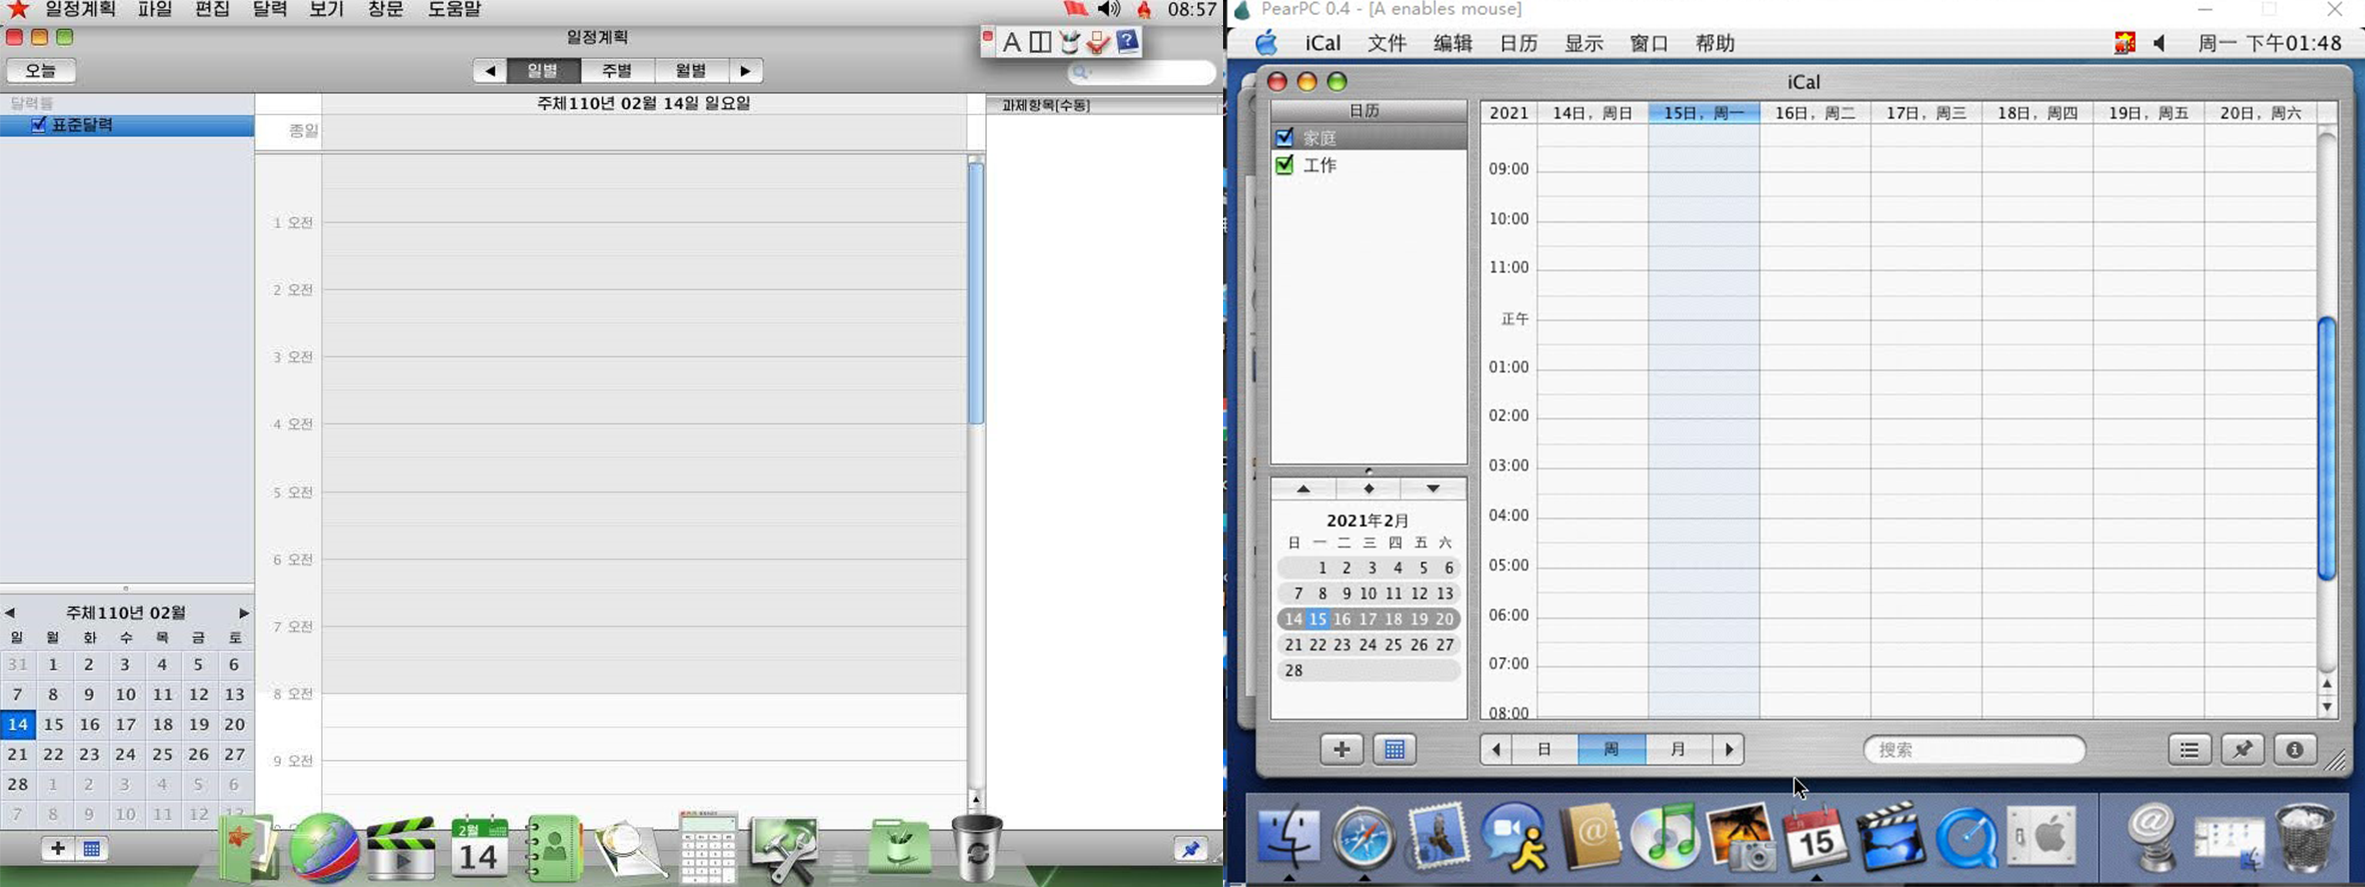 일정계획 파일 편집 달력 보기 창문 도움말 08:57
일정계획
오늘
일별 주별 월별
달력들
표준달력
주체110년 02월 14일 일요일
종일
과제항목[수동]
1 오전
2 오전
3 오전
4 오전
5 오전
6 오전
7 오전
8 오전
9 오전
주체110년 02월
일 월 화 수 목 금 토
31 1 2 3 4 5 6
7 8 9 10 11 12 13
14 15 16 17 18 19 20
21 22 23 24 25 26 27
28 1 2 3 4 5 6
7 8 9 10 11 12 13
2월
14
PearPC 0.4 - [A enables mouse]
iCal 文件 编辑 日历 显示 窗口 帮助 周一 下午01:48
iCal
日历
家庭
工作
2021 14日，周日 15日，周一 16日，周二 17日，周三 18日，周四 19日，周五 20日，周六
09:00
10:00
11:00
正午
01:00
02:00
03:00
04:00
05:00
06:00
07:00
08:00
2021年2月
日 一 二 三 四 五 六
1 2 3 4 5 6
7 8 9 10 11 12 13
14 15 16 17 18 19 20
21 22 23 24 25 26 27
28
日 周 月
搜索
15